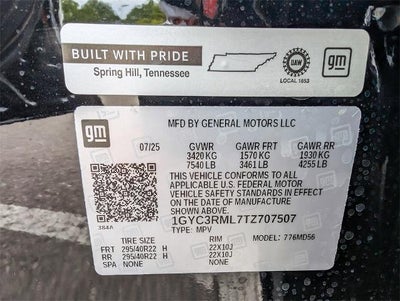 BUILT WITH PRIDE
Spring Hill, Tennessee
UAW
LOCAL 1853
gm
gm
MFD BY GENERAL MOTORS LLC
07/25 GVWR GAWR FRT GAWR RR
3420 KG 1570 KG 1930 KG
7540 LB 3461 LB 4255 LB
THIS VEHICLE CONFORMS TO ALL
APPLICABLE U.S. FEDERAL MOTOR
VEHICLE SAFETY STANDARDS IN EFFECT
ON THE DATE OF MANUFACTURE
SHOWN ABOVE.
1GYC3RML7TZ707507
384A TYPE: MPV MODEL: 776MD56
TIRE SIZE RIM
FRT 295/40R22 H 22X10J
RR 295/40R22 H 22X10J